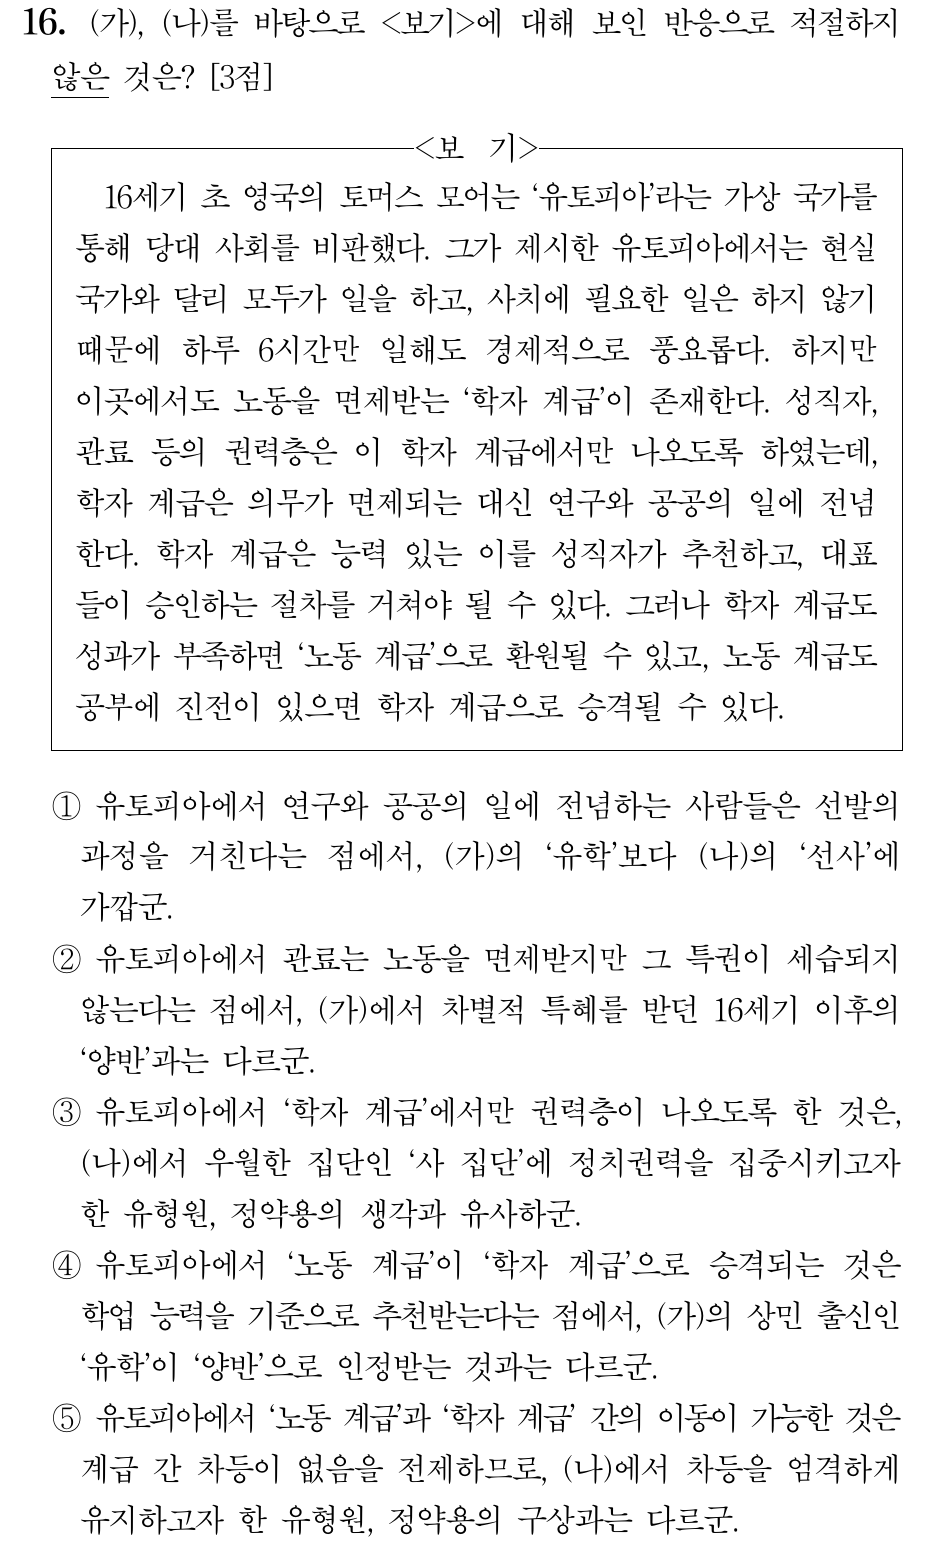 16. (가), (나)를 바탕으로 <보기>에 대해 보인 반응으로 적절하지
않은 것은? [3점]
<보 기>
16세기 초 영국의 토머스 모어는 ‘유토피아’라는 가상 국가를
통해 당대 사회를 비판했다. 그가 제시한 유토피아에서는 현실
국가와 달리 모두가 일을 하고, 사치에 필요한 일은 하지 않기
때문에 하루 6시간만 일해도 경제적으로 풍요롭다. 하지만
이곳에서도 노동을 면제받는 ‘학자 계급’이 존재한다. 성직자,
관료 등의 권력층은 이 학자 계급에서만 나오도록 하였는데,
학자 계급은 의무가 면제되는 대신 연구와 공공의 일에 전념
한다. 학자 계급은 능력 있는 이를 성직자가 추천하고, 대표
들이 승인하는 절차를 거쳐야 될 수 있다. 그러나 학자 계급도
성과가 부족하면 ‘노동 계급’으로 환원될 수 있고, 노동 계급도
공부에 진전이 있으면 학자 계급으로 승격될 수 있다.
① 유토피아에서 연구와 공공의 일에 전념하는 사람들은 선발의
과정을 거친다는 점에서, (가)의 ‘유학’보다 (나)의 ‘선사’에
가깝군.
② 유토피아에서 관료는 노동을 면제받지만 그 특권이 세습되지
않는다는 점에서, (가)에서 차별적 특혜를 받던 16세기 이후의
‘양반’과는 다르군.
③ 유토피아에서 ‘학자 계급’에서만 권력층이 나오도록 한 것은,
(나)에서 우월한 집단인 ‘사 집단’에 정치권력을 집중시키고자
한 유형원, 정약용의 생각과 유사하군.
④ 유토피아에서 ‘노동 계급’이 ‘학자 계급’으로 승격되는 것은
학업 능력을 기준으로 추천받는다는 점에서, (가)의 상민 출신인
‘유학’이 ‘양반’으로 인정받는 것과는 다르군.
⑤ 유토피아에서 ‘노동 계급’과 ‘학자 계급’ 간의 이동이 가능한 것은
계급 간 차등이 없음을 전제하므로, (나)에서 차등을 엄격하게
유지하고자 한 유형원, 정약용의 구상과는 다르군.